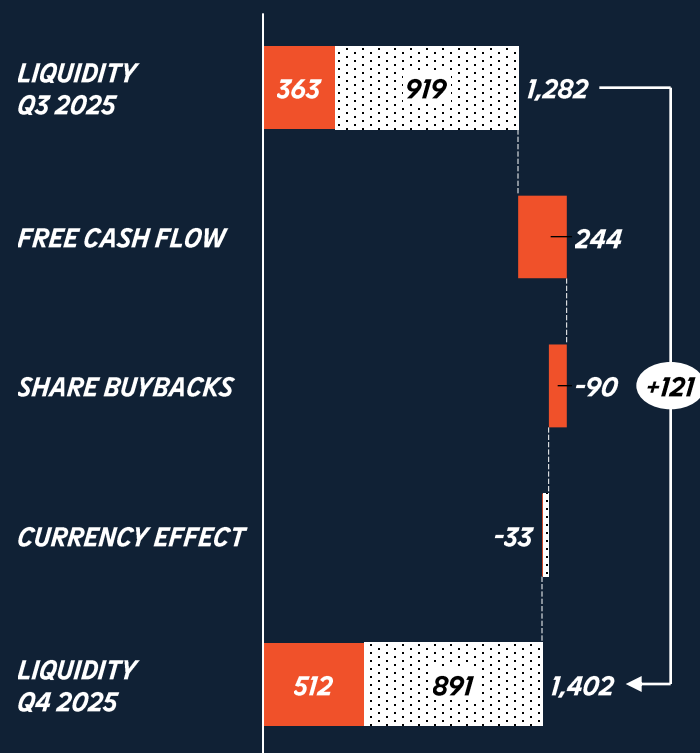 LIQUIDITY
Q3 2025
363
919
1,282
FREE CASH FLOW
244
SHARE BUYBACKS
-90
+121
CURRENCY EFFECT
-33
LIQUIDITY
Q4 2025
512
891
1,402